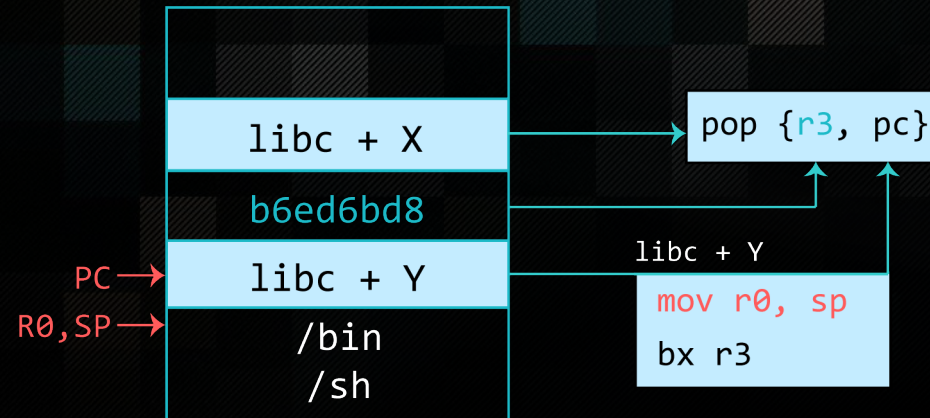 libc + X
pop {r3, pc}
b6ed6bd8
libc + Y
PC
libc + Y
mov r0, sp
R0,SP
/bin
bx r3
/sh